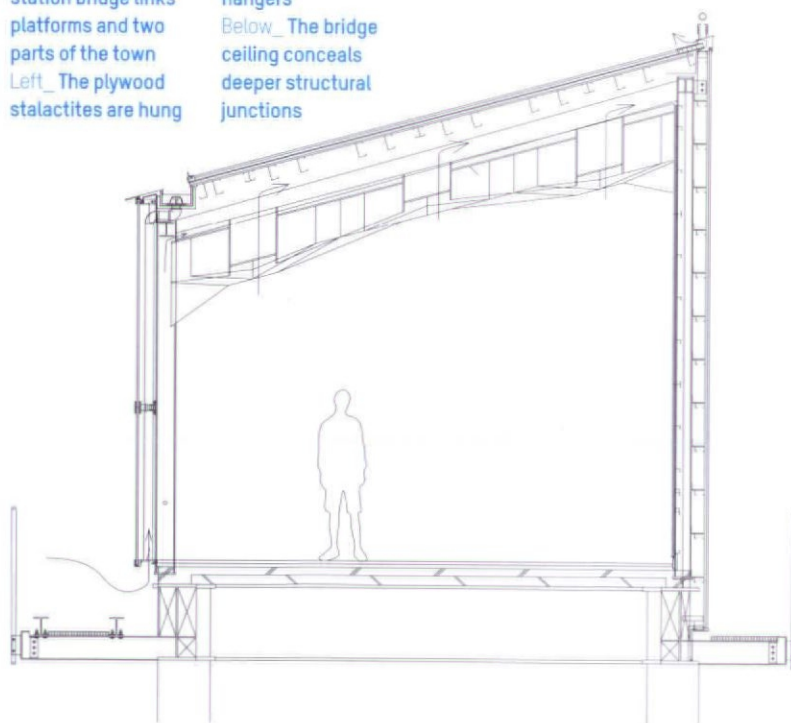 station bridge links
platforms and two
parts of the town
Left_ The plywood
stalactites are hung
hangers
Below_ The bridge
ceiling conceals
deeper structural
junctions